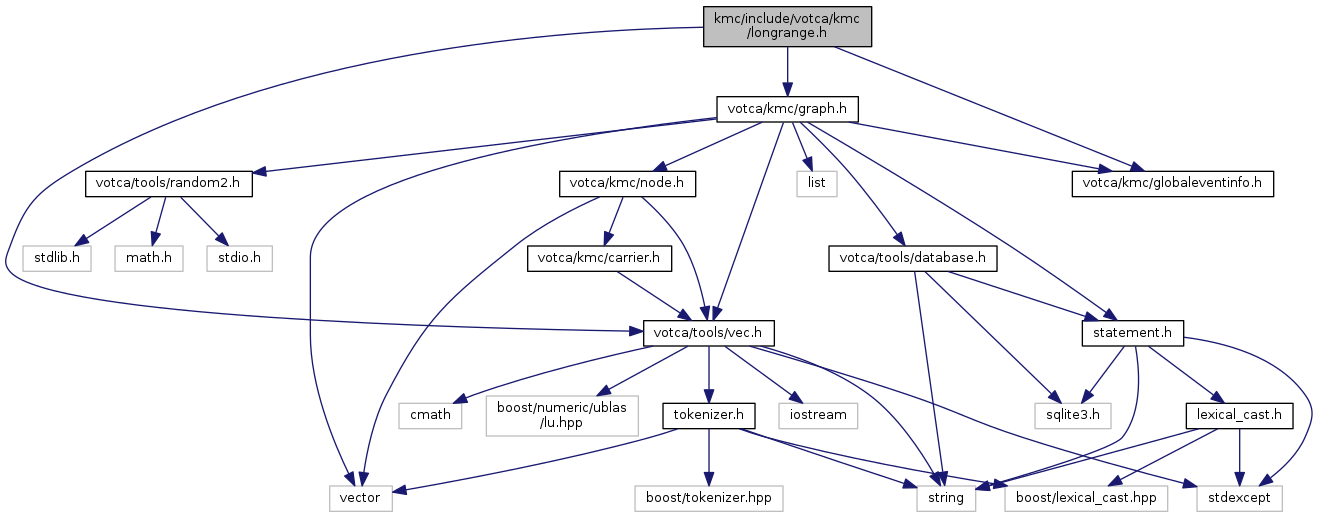 kmc/include/votca/kmc
/longrange.h
votca/kmc/graph.h
votca/tools/random2.h
votca/kmc/node.h
list
votca/kmc/globaleventinfo.h
stdlib.h
math.h
stdio.h
votca/kmc/carrier.h
votca/tools/database.h
votca/tools/vec.h
statement.h
cmath
boost/numeric/ublas
/lu.hpp
tokenizer.h
iostream
sqlite3.h
lexical_cast.h
vector
boost/tokenizer.hpp
string
boost/lexical_cast.hpp
stdexcept